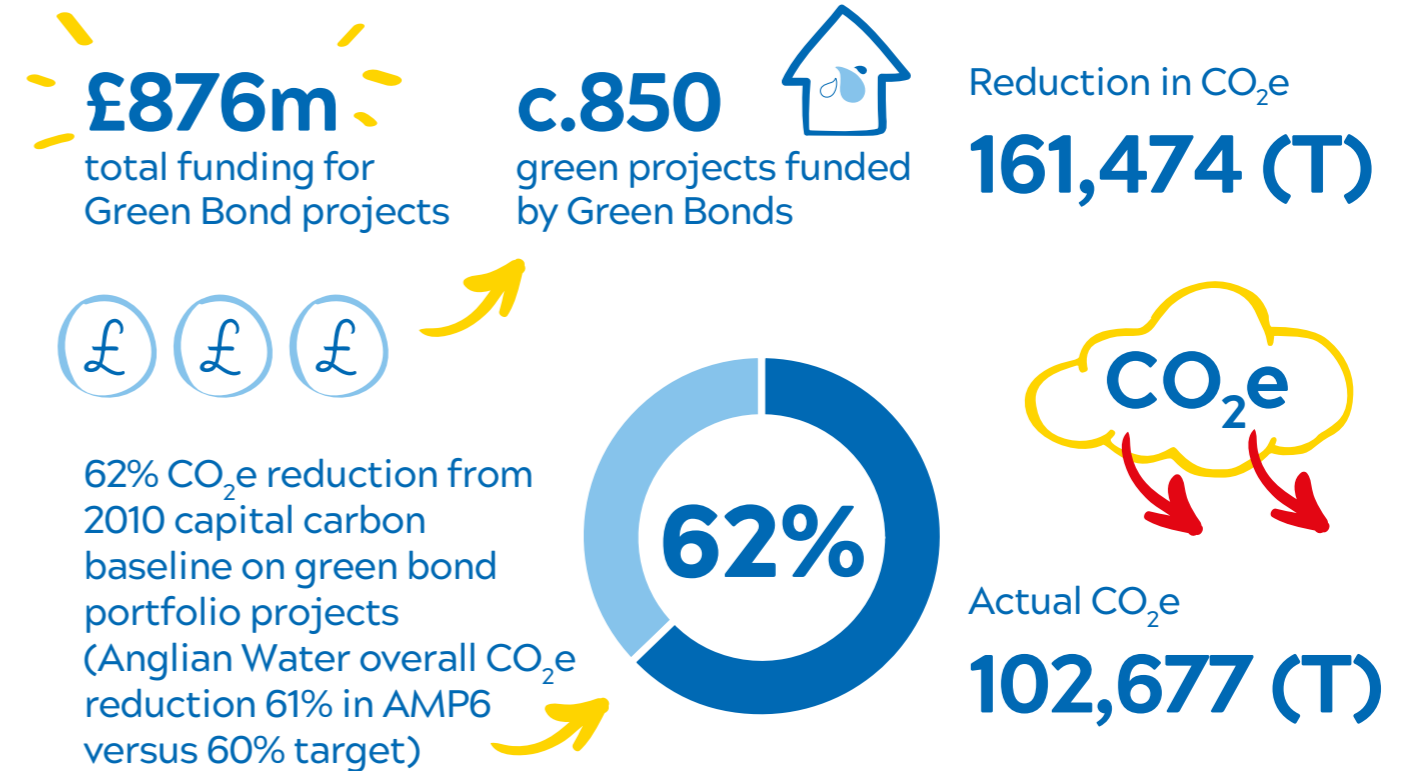 £876m
total funding for
Green Bond projects
c.850
green projects funded
by Green Bonds
Reduction in CO₂e
161,474 (T)
£ £ £
CO₂e
62% CO₂e reduction from
2010 capital carbon
baseline on green bond
portfolio projects
(Anglian Water overall CO₂e
reduction 61% in AMP6
versus 60% target)
62%
Actual CO₂e
102,677 (T)